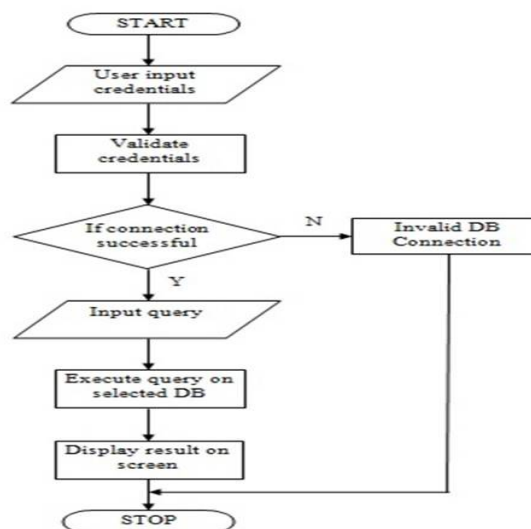 START
User input
credentials
Validate
credentials
If connection
successful
N
Invalid DB
Connection
Y
Input query
Execute query on
selected DB
Display result on
screen
STOP